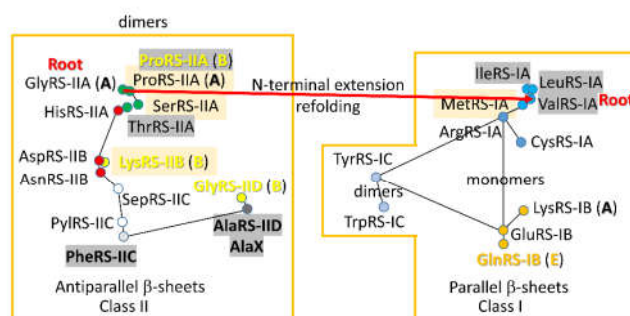 dimers
ProRS-IIA (B)
Root
ProRS-IIA (A)
GlyRS-IIA (A)
SerRS-IIA
HisRS-IIA
ThrRS-IIA
AspRS-IIB
LysRS-IIB (B)
AsnRS-IIB
GlyRS-IID (B)
SepRS-IIC
PylRS-IIC
AlaRS-IID
AlaX
PheRS-IIC
Antiparallel β-sheets
Class II
N-terminal extension
refolding
IleRS-IA
LeuRS-IA
MetRS-IA
ValRS-IA
Root
ArgRS-IA
CysRS-IA
TyrRS-IC
dimers
monomers
TrpRS-IC
LysRS-IB (A)
GluRS-IB
GlnRS-IB (E)
Parallel β-sheets
Class I